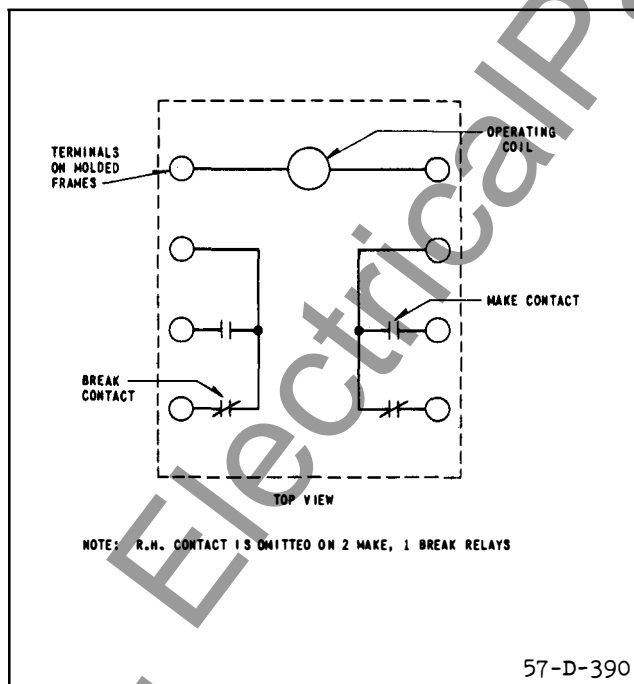 TERMINALS
ON MOLDED
FRAMES
OPERATING
COIL
MAKE CONTACT
BREAK
CONTACT
TOP VIEW
NOTE: R.H. CONTACT IS OMITTED ON 2 MAKE, 1 BREAK RELAYS
57-D-390
Electrical